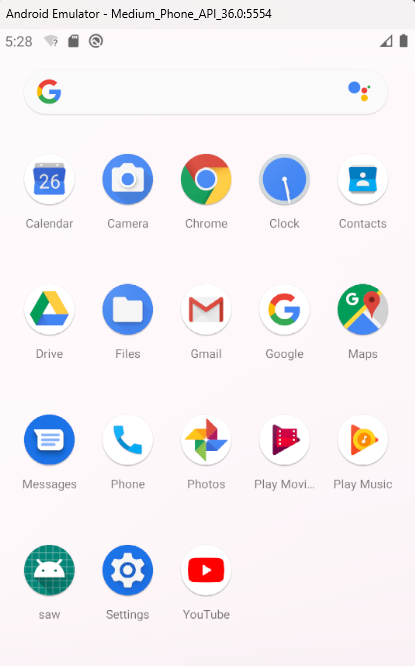 Android Emulator - Medium_Phone_API_36.0:5554
5:28
26
Calendar Camera Chrome Clock Contacts
G
Drive Files Gmail Google Maps
Messages Phone Photos Play Movi... Play Music
saw Settings YouTube